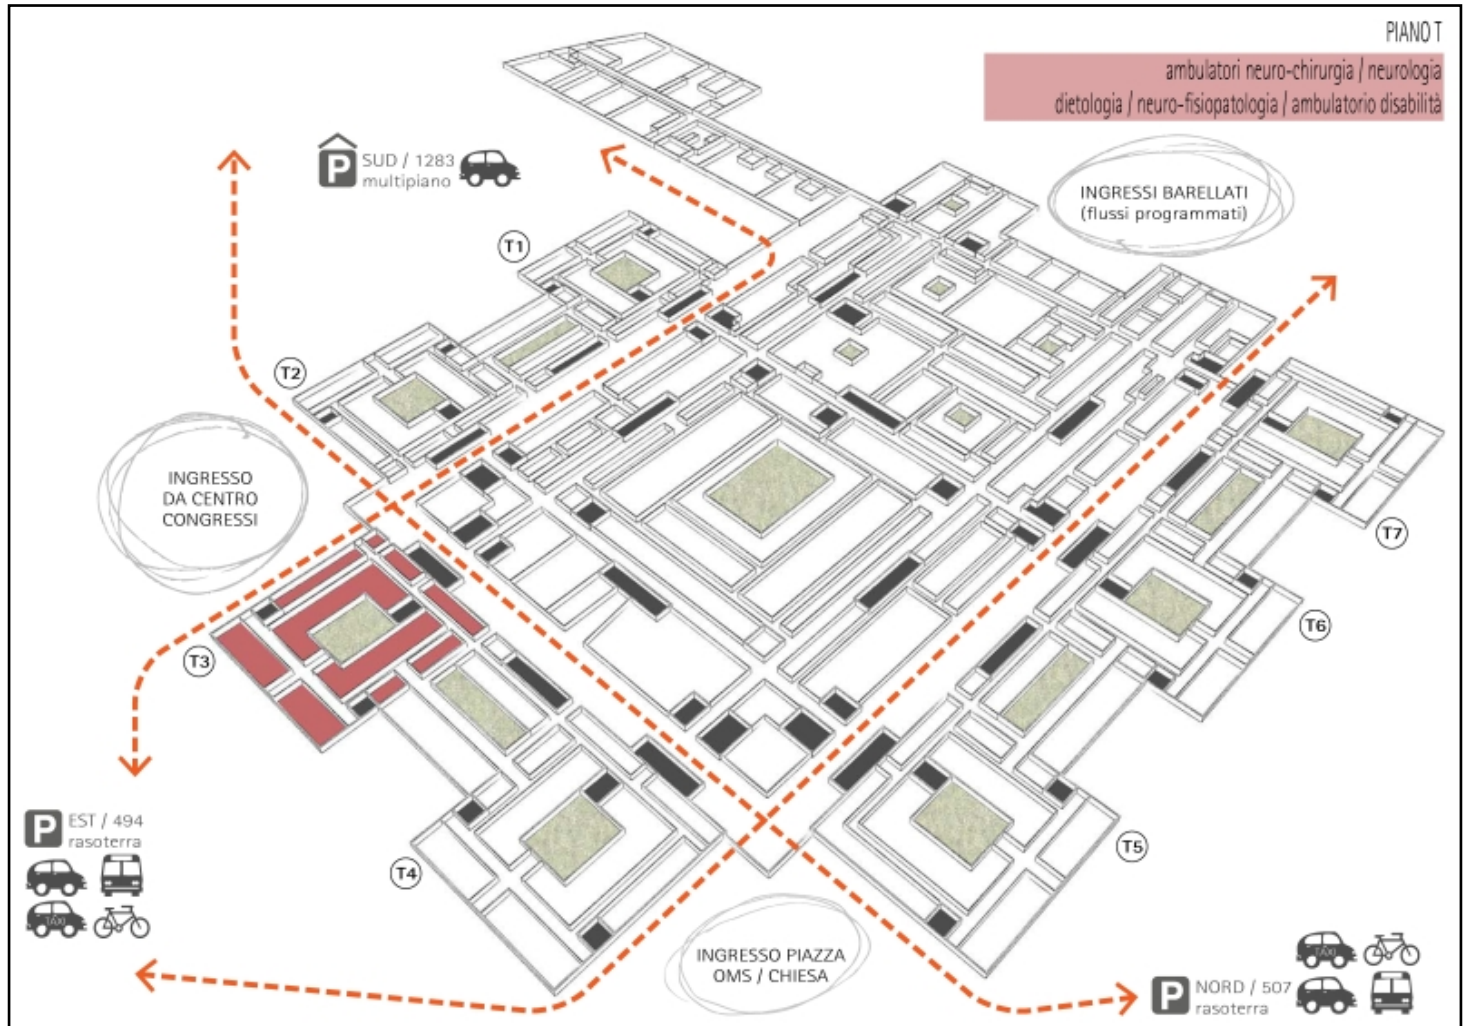 PIANO T
ambulatori neuro-chirurgia / neurologia
dietologia / neuro-fisiopatologia / ambulatorio disabilità
P SUD / 1283
multipiano
INGRESSI BARELLATI
(flussi programmati)
T1
T2
INGRESSO
DA CENTRO
CONGRESSI
T7
T6
T3
P EST / 494
rasoterra
TAXI
T4
T5
INGRESSO PIAZZA
OMS / CHIESA
TAXI
P NORD / 507
rasoterra